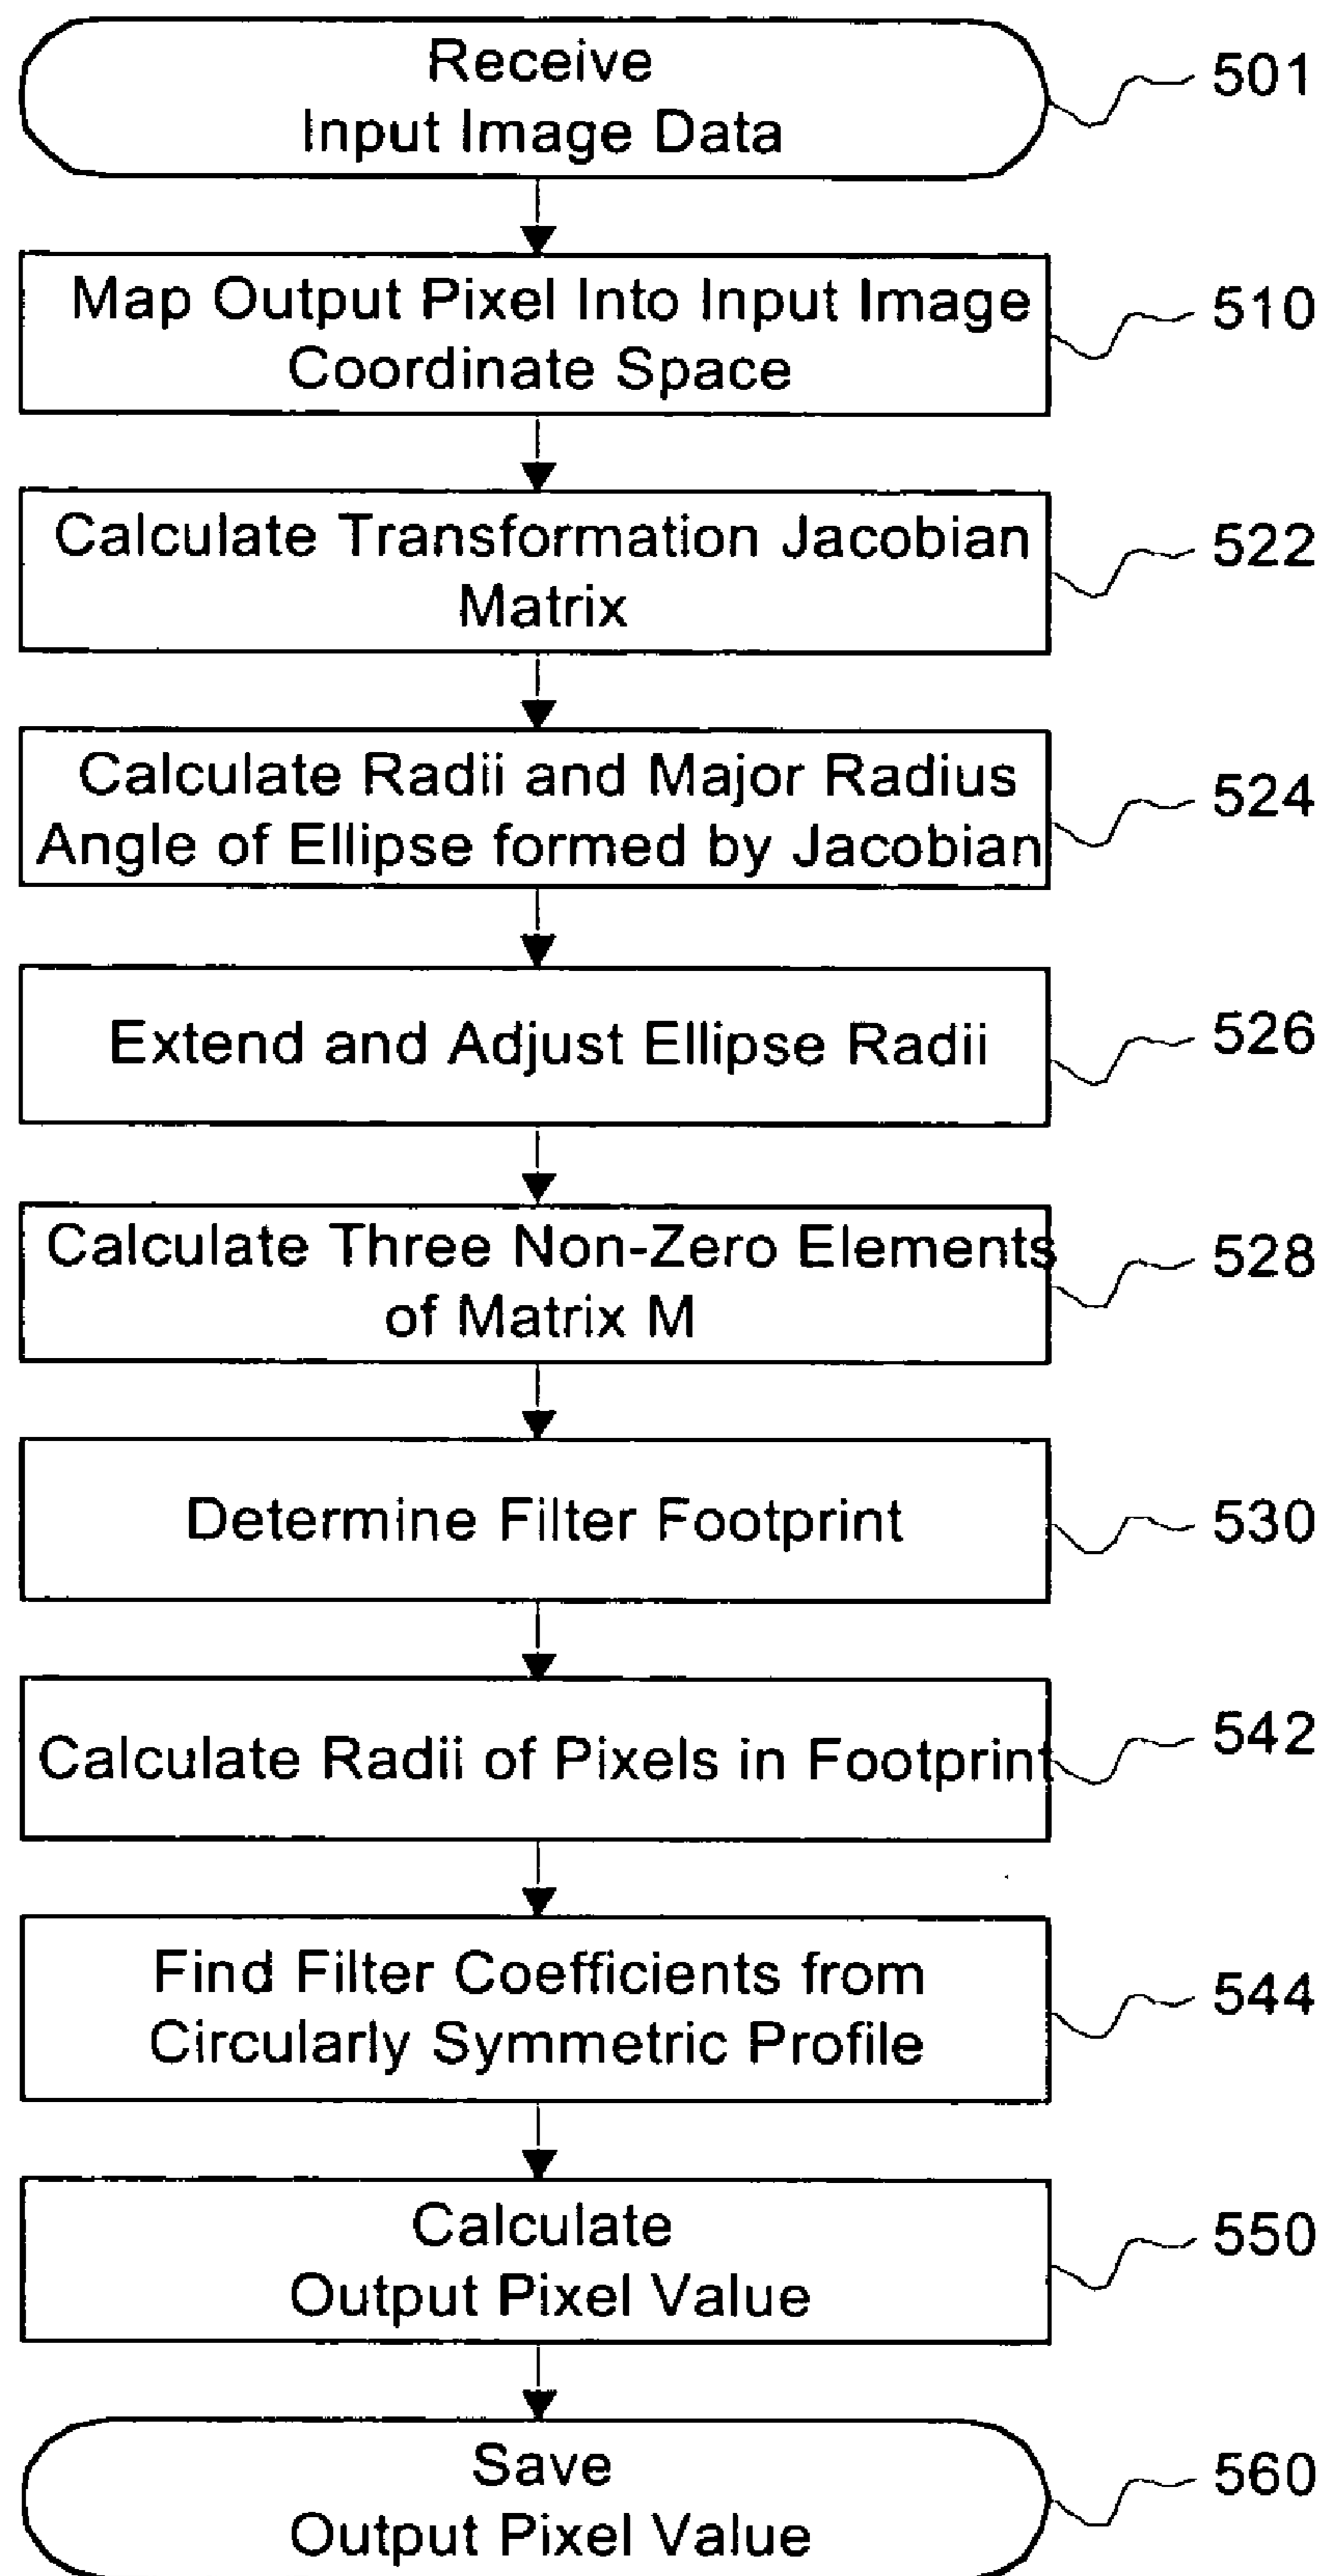 Receive
Input Image Data
501
Map Output Pixel Into Input Image
Coordinate Space
510
Calculate Transformation Jacobian
Matrix
522
Calculate Radii and Major Radius
Angle of Ellipse formed by Jacobian
524
Extend and Adjust Ellipse Radii
526
Calculate Three Non-Zero Elements
of Matrix M
528
Determine Filter Footprint
530
Calculate Radii of Pixels in Footprint
542
Find Filter Coefficients from
Circularly Symmetric Profile
544
Calculate
Output Pixel Value
550
Save
Output Pixel Value
560